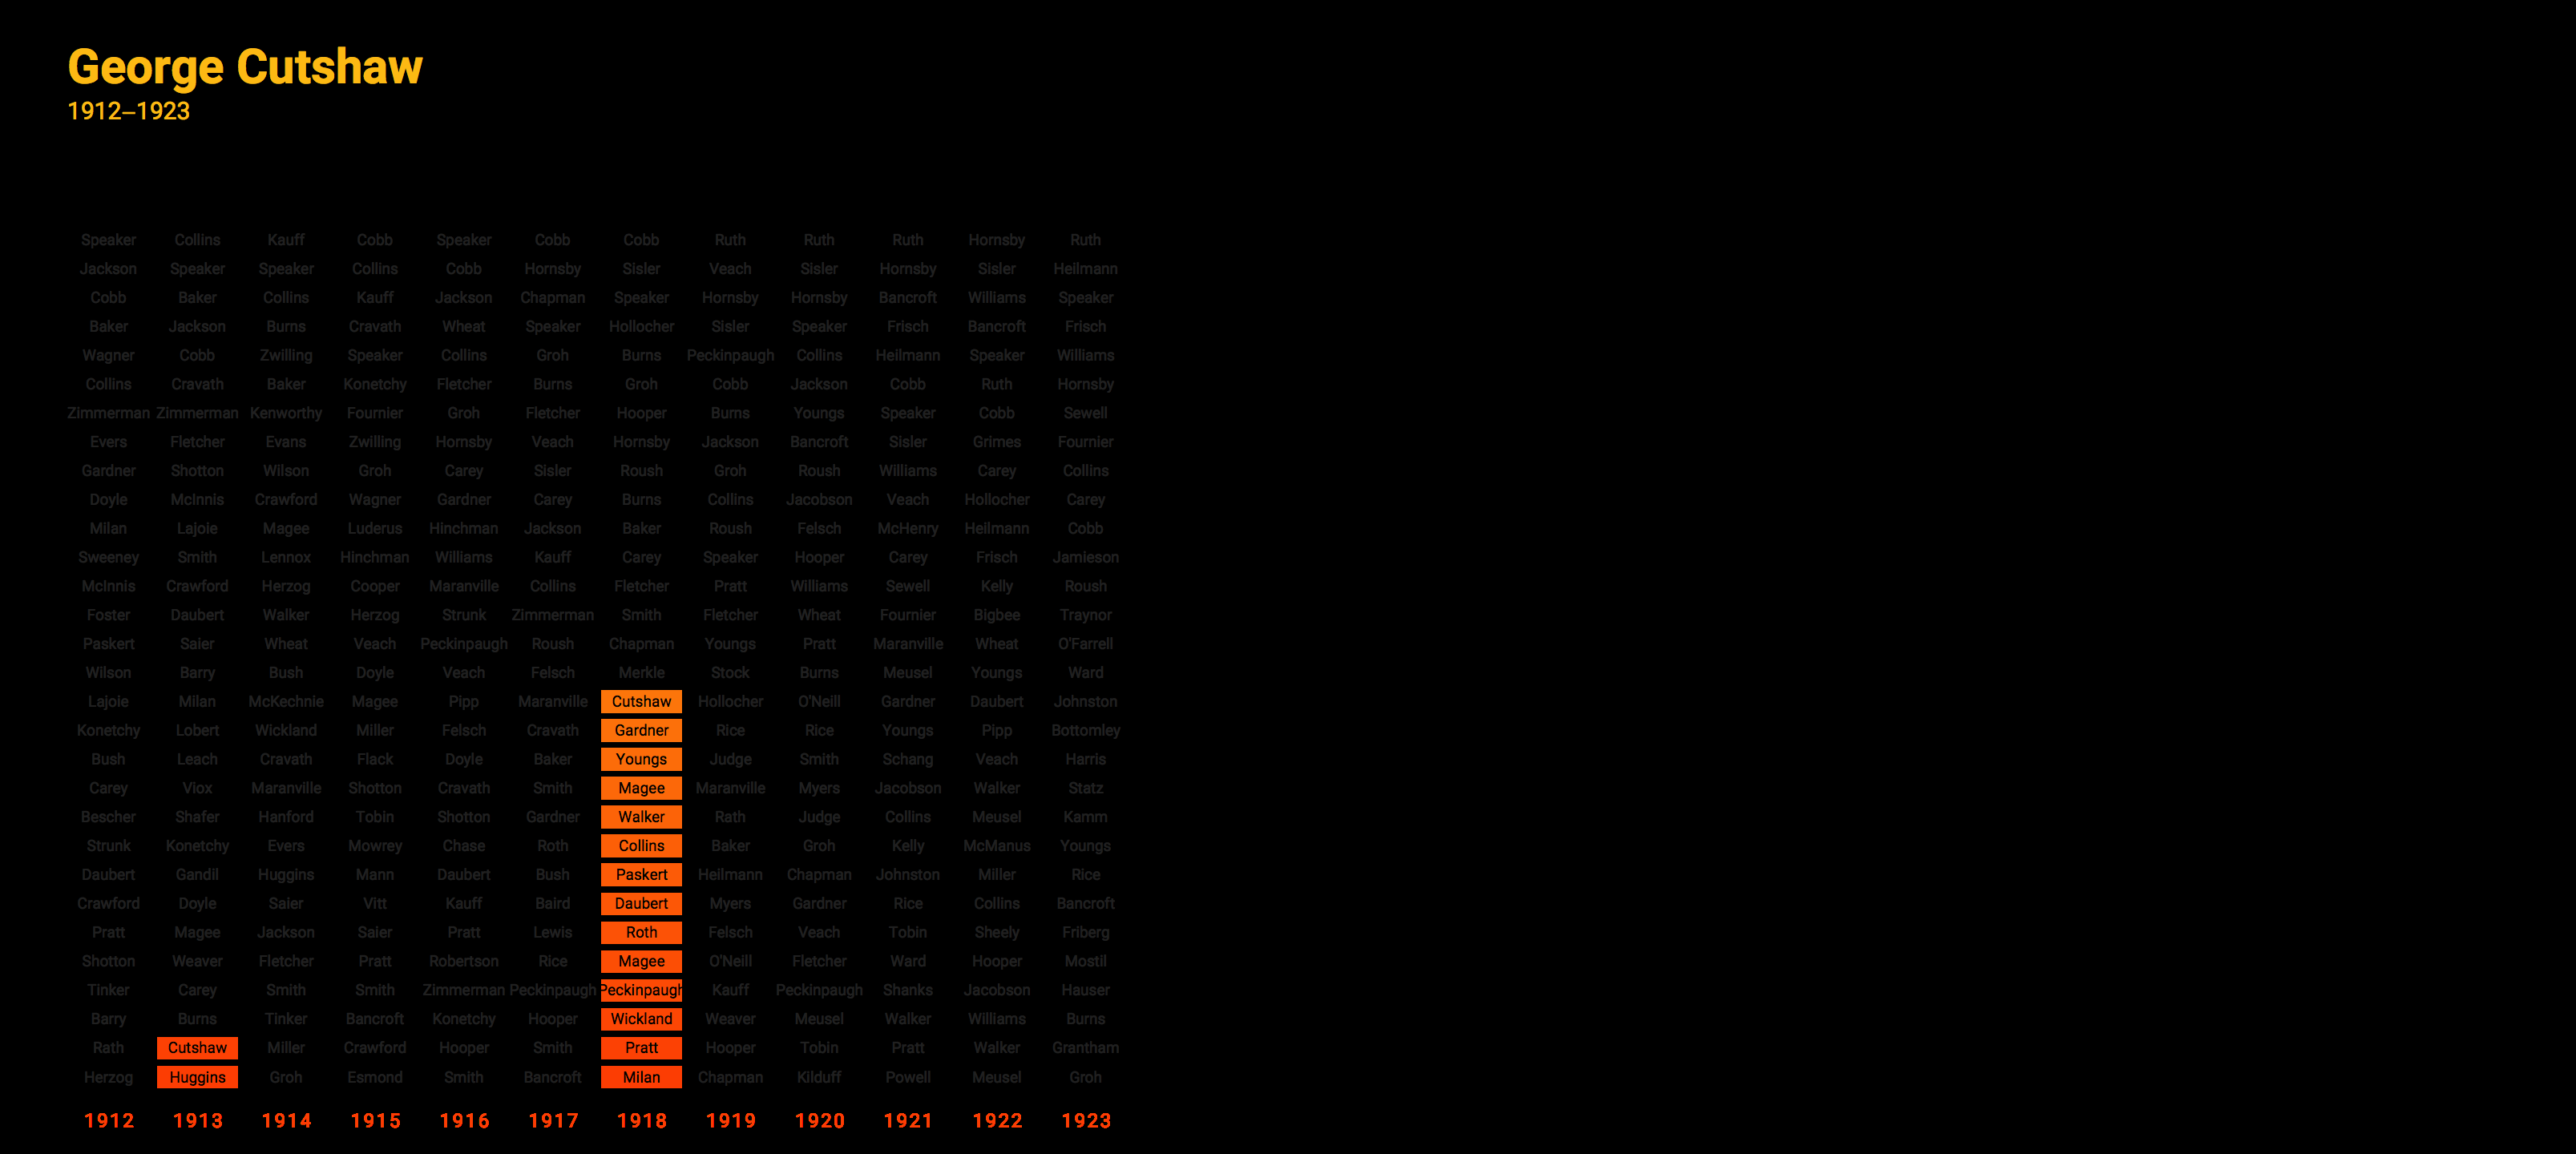 George Cutshaw
1912–1923
Speaker Collins Kauff Cobb Speaker Cobb Cobb Ruth Ruth Ruth Hornsby Ruth
Jackson Speaker Speaker Collins Cobb Hornsby Sisler Veach Sisler Hornsby Sisler Heilmann
Cobb Baker Collins Kauff Jackson Chapman Speaker Hornsby Hornsby Bancroft Williams Speaker
Baker Jackson Burns Cravath Wheat Speaker Hollocher Sisler Speaker Frisch Bancroft Frisch
Wagner Cobb Zwilling Speaker Collins Groh Burns Peckinpaugh Collins Heilmann Speaker Williams
Collins Cravath Baker Konetchy Fletcher Burns Groh Cobb Jackson Cobb Ruth Hornsby
Zimmerman Zimmerman Kenworthy Fournier Groh Fletcher Hooper Burns Youngs Speaker Cobb Sewell
Evers Fletcher Evans Zwilling Hornsby Veach Hornsby Jackson Bancroft Sisler Grimes Fournier
Gardner Shotton Wilson Groh Carey Sisler Roush Groh Roush Williams Carey Collins
Doyle McInnis Crawford Wagner Gardner Carey Burns Collins Jacobson Veach Hollocher Carey
Milan Lajoie Magee Luderus Hinchman Jackson Baker Roush Felsch McHenry Heilmann Cobb
Sweeney Smith Lennox Hinchman Williams Kauff Carey Speaker Hooper Carey Frisch Jamieson
McInnis Crawford Herzog Cooper Maranville Collins Fletcher Pratt Williams Sewell Kelly Roush
Foster Daubert Walker Herzog Strunk Zimmerman Smith Fletcher Wheat Fournier Bigbee Traynor
Paskert Saier Wheat Veach Peckinpaugh Roush Chapman Youngs Pratt Maranville Wheat O'Farrell
Wilson Barry Bush Doyle Veach Felsch Merkle Stock Burns Meusel Youngs Ward
Lajoie Milan McKechnie Magee Pipp Maranville Cutshaw Hollocher O'Neill Gardner Daubert Johnston
Konetchy Lobert Wickland Miller Felsch Cravath Gardner Rice Rice Youngs Pipp Bottomley
Bush Leach Cravath Flack Doyle Baker Youngs Judge Smith Schang Veach Harris
Carey Viox Maranville Shotton Cravath Smith Magee Maranville Myers Jacobson Walker Statz
Bescher Shafer Hanford Tobin Shotton Gardner Walker Rath Judge Collins Meusel Kamm
Strunk Konetchy Evers Mowrey Chase Roth Collins Baker Groh Kelly McManus Youngs
Daubert Gandil Huggins Mann Daubert Bush Paskert Heilmann Chapman Johnston Miller Rice
Crawford Doyle Saier Vitt Kauff Baird Daubert Myers Gardner Rice Collins Bancroft
Pratt Magee Jackson Saier Pratt Lewis Roth Felsch Veach Tobin Sheely Friberg
Shotton Weaver Fletcher Pratt Robertson Rice Magee O'Neill Fletcher Ward Hooper Mostil
Tinker Carey Smith Smith Zimmerman Peckinpaugh Peckinpaugh Kauff Peckinpaugh Shanks Jacobson Hauser
Barry Burns Tinker Bancroft Konetchy Hooper Wickland Weaver Meusel Walker Williams Burns
Rath Cutshaw Miller Crawford Hooper Smith Pratt Hooper Tobin Pratt Walker Grantham
Herzog Huggins Groh Esmond Smith Bancroft Milan Chapman Kilduff Powell Meusel Groh
1912 1913 1914 1915 1916 1917 1918 1919 1920 1921 1922 1923